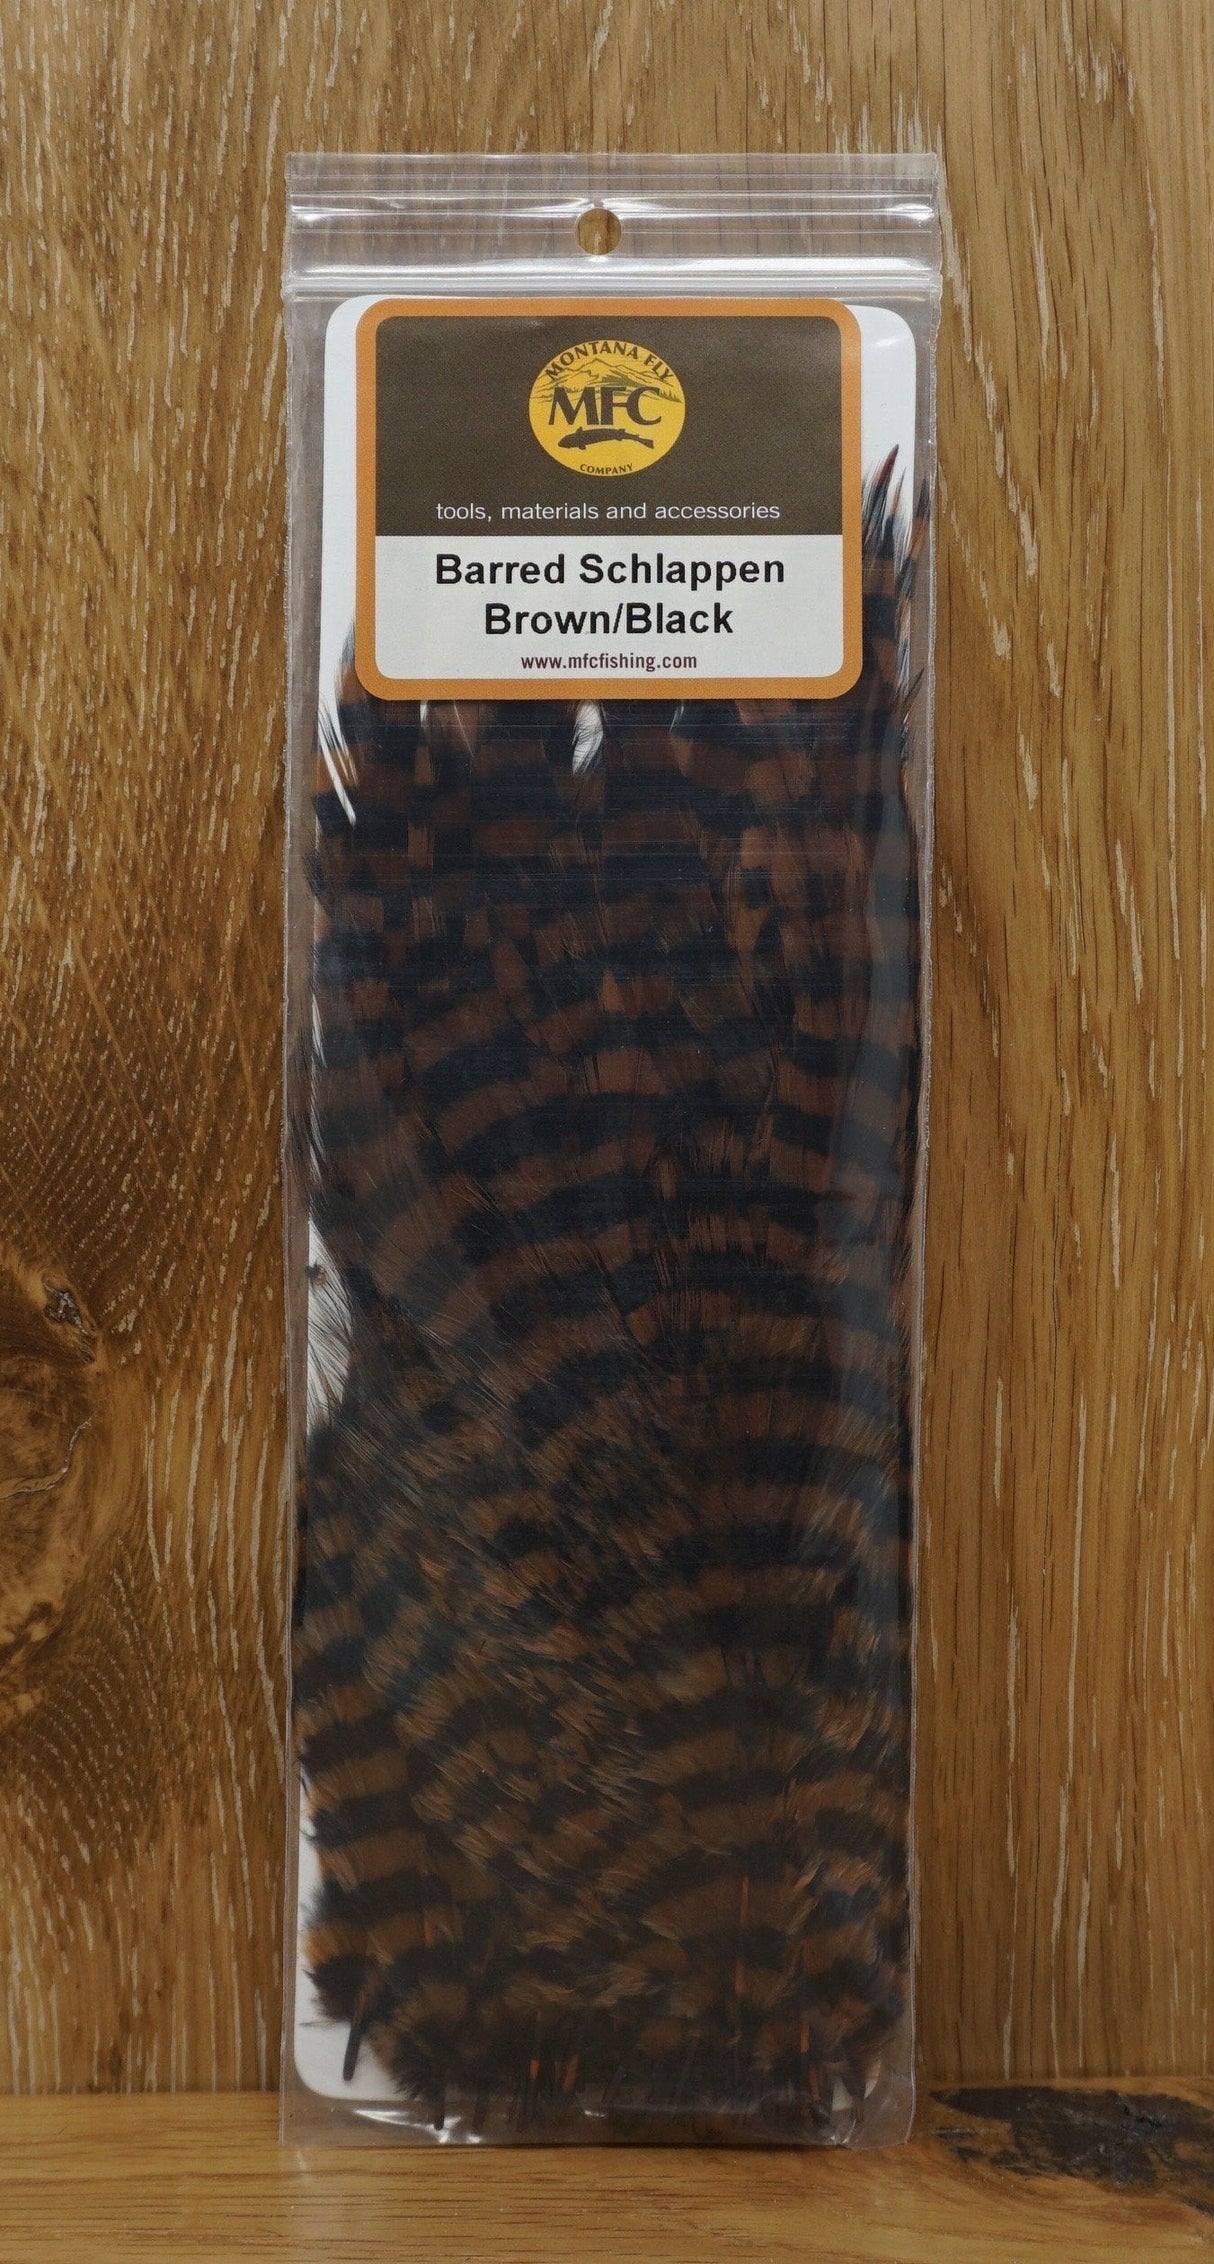 MONTANA FLY
MFC
COMPANY
tools, materials and accessories
Barred Schlappen
Brown/Black
www.mfcfishing.com